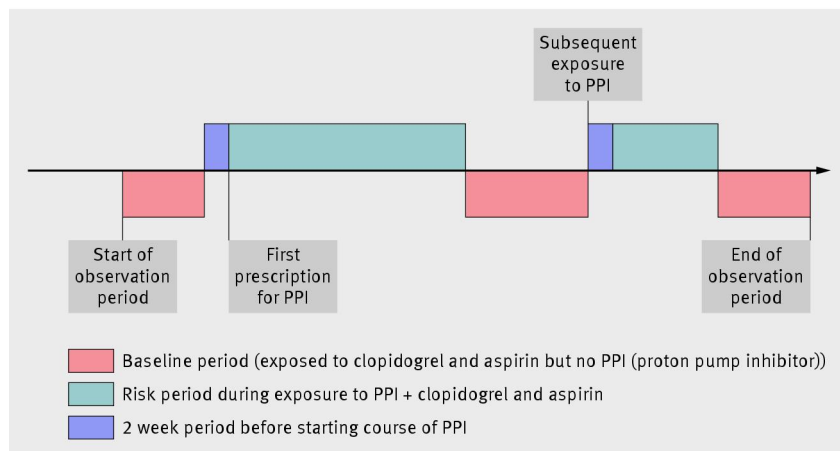 Subsequent
exposure
to PPI
Start of
observation
period
First
prescription
for PPI
End of
observation
period
Baseline period (exposed to clopidogrel and aspirin but no PPI (proton pump inhibitor))
Risk period during exposure to PPI + clopidogrel and aspirin
2 week period before starting course of PPI